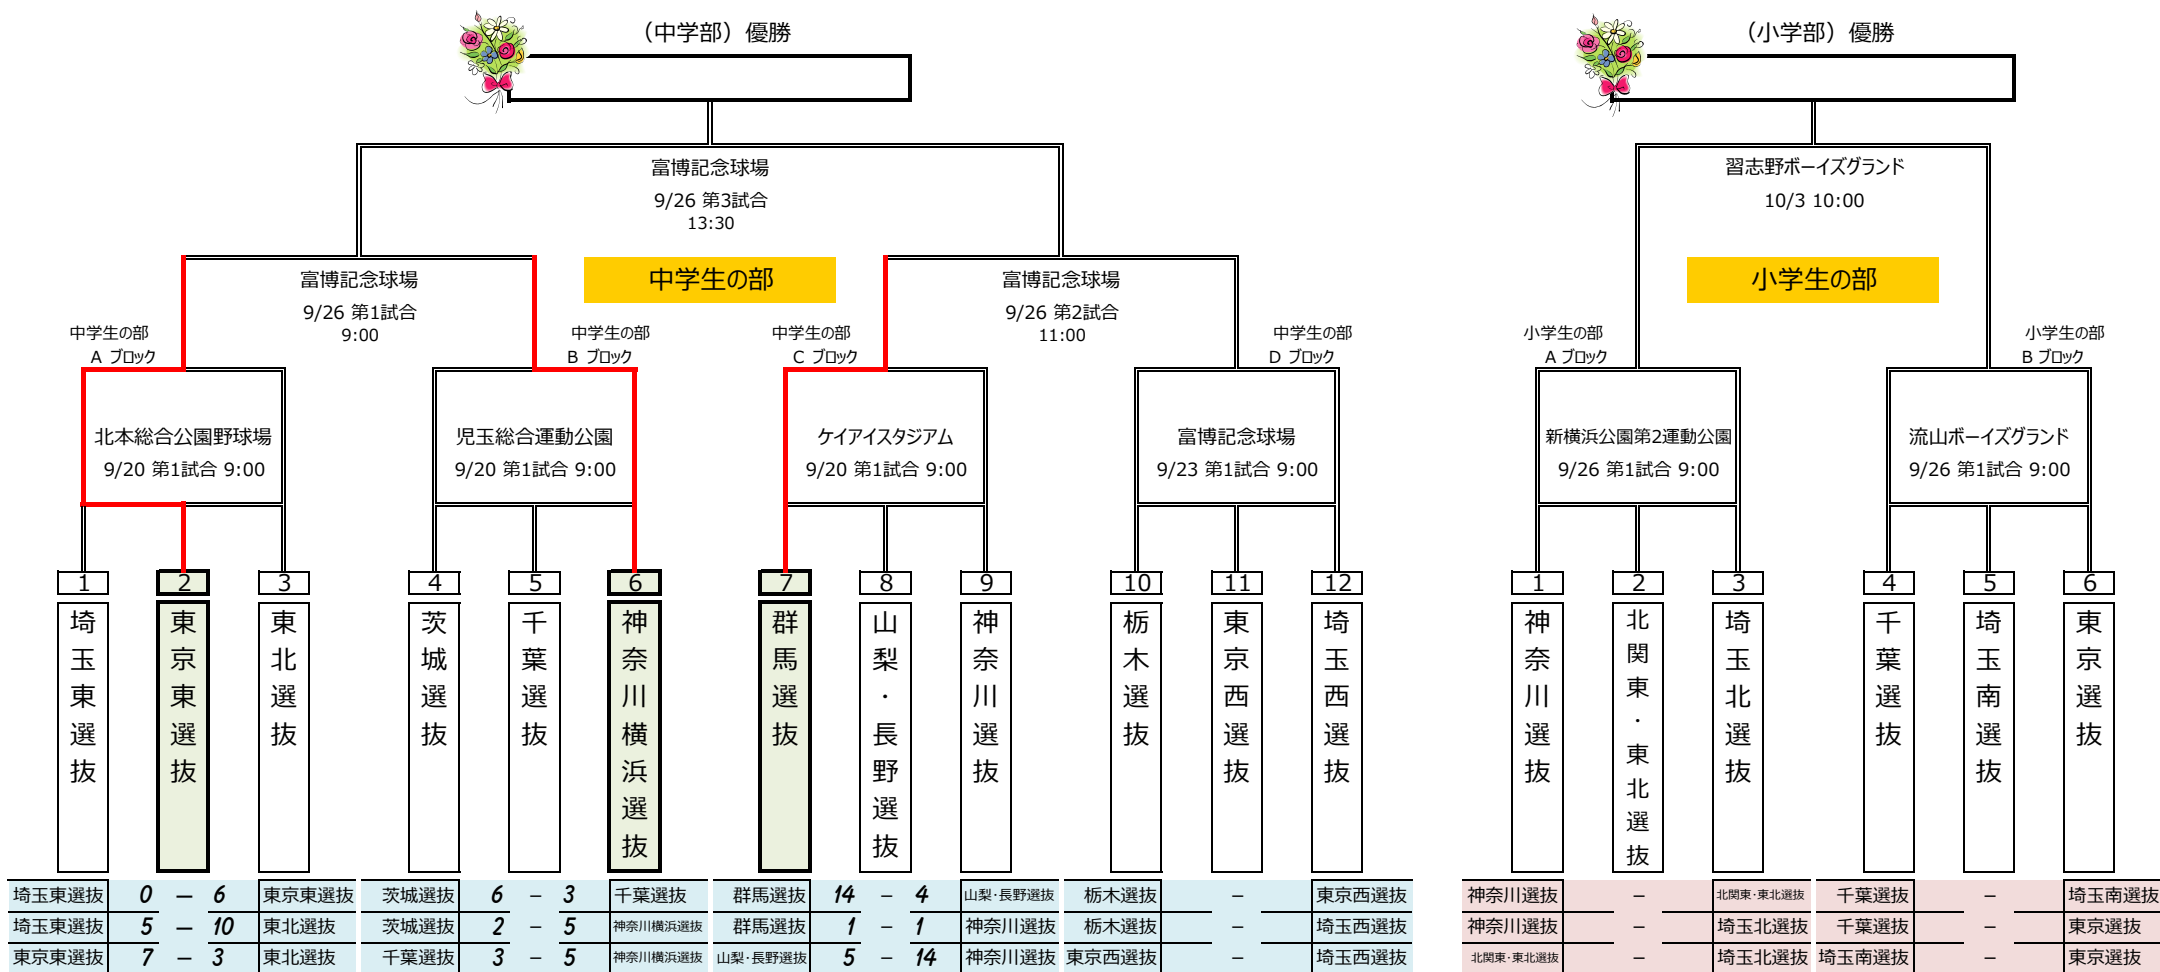 (中学部) 優勝
(小学部) 優勝
富博記念球場
9/26 第3試合
13:30
習志野ボーイズグランド
10/3 10:00
中学生の部
小学生の部
富博記念球場
9/26 第1試合
9:00
富博記念球場
9/26 第2試合
11:00
中学生の部
A ブロック
中学生の部
B ブロック
中学生の部
C ブロック
中学生の部
D ブロック
小学生の部
A ブロック
小学生の部
B ブロック
北本総合公園野球場
9/20 第1試合 9:00
児玉総合運動公園
9/20 第1試合 9:00
ケイアイスタジアム
9/20 第1試合 9:00
富博記念球場
9/23 第1試合 9:00
新横浜公園第2運動公園
9/26 第1試合 9:00
流山ボーイズグランド
9/26 第1試合 9:00
1 2 3 4 5 6 7 8 9 10 11 12 1 2 3 4 5 6
埼玉東選抜
東京東選抜
東北選抜
茨城選抜
千葉選抜
神奈川横浜選抜
群馬選抜
山梨・長野選抜
神奈川選抜
栃木選抜
東京西選抜
埼玉西選抜
神奈川選抜
北関東・東北選抜
埼玉北選抜
千葉選抜
埼玉南選抜
東京選抜
埼玉東選抜 0 － 6 東京東選抜 茨城選抜 6 － 3 千葉選抜 群馬選抜 14 － 4 山梨・長野選抜 栃木選抜 － 東京西選抜 神奈川選抜 － 北関東・東北選抜 千葉選抜 － 埼玉南選抜
埼玉東選抜 5 － 10 東北選抜 茨城選抜 2 － 5 神奈川横浜選抜 群馬選抜 1 － 1 神奈川選抜 栃木選抜 － 埼玉西選抜 神奈川選抜 － 埼玉北選抜 千葉選抜 － 東京選抜
東京東選抜 7 － 3 東北選抜 千葉選抜 3 － 5 神奈川横浜選抜 山梨・長野選抜 5 － 14 神奈川選抜 東京西選抜 － 埼玉西選抜 北関東・東北選抜 － 埼玉北選抜 埼玉南選抜 － 東京選抜